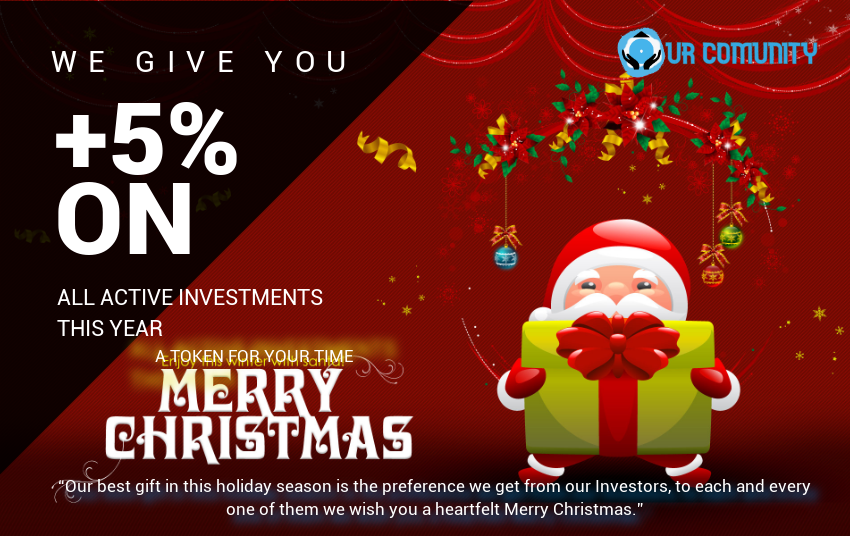 WE GIVE YOU
OUR COMUNITY
+5%
ON
ALL ACTIVE INVESTMENTS
THIS YEAR
A TOKEN FOR YOUR TIME
Enjoy this winter with santa!
MERRY
CHRISTMAS
“Our best gift in this holiday season is the preference we get from our Investors, to each and every
one of them we wish you a heartfelt Merry Christmas.”